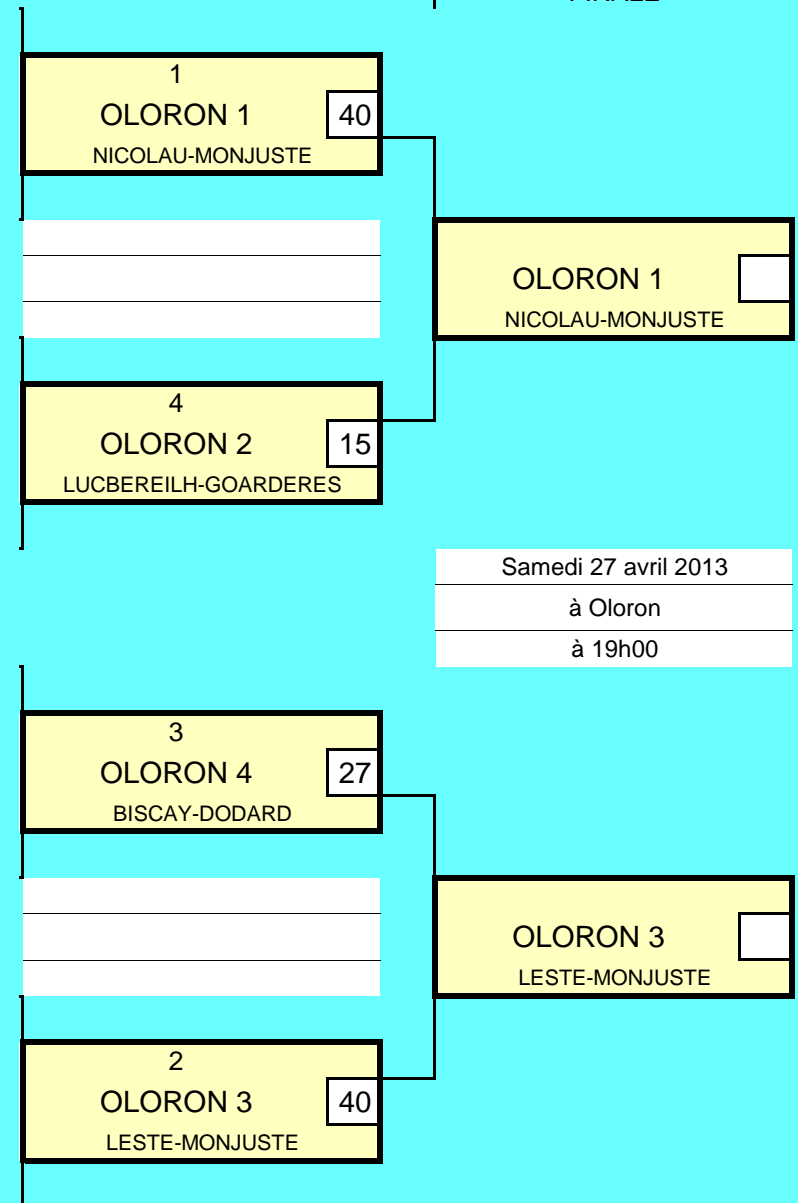 1
OLORON 1
40
NICOLAU-MONJUSTE
OLORON 1
NICOLAU-MONJUSTE
4
OLORON 2
15
LUCBEREILH-GOARDERES
Samedi 27 avril 2013
à Oloron
à 19h00
3
OLORON 4
27
BISCAY-DODARD
OLORON 3
LESTE-MONJUSTE
2
OLORON 3
40
LESTE-MONJUSTE